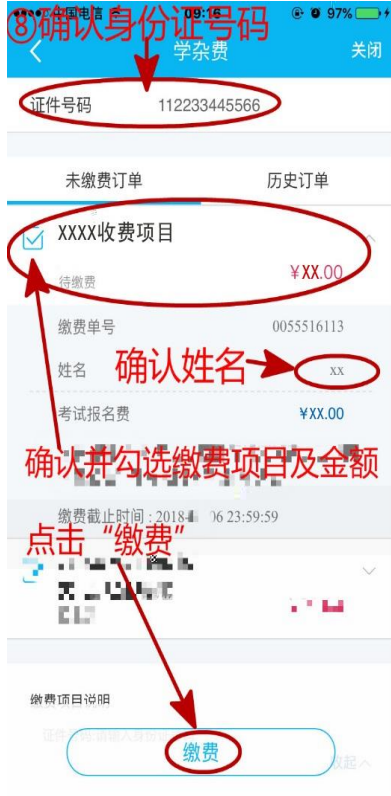 ⑧确认身份证号码
中国电信 09:16 97%
学杂费 关闭
证件号码 112233445566
未缴费订单 历史订单
XXXX收费项目
待缴费 ¥XX.00
缴费单号 0055516113
姓名 确认姓名 xx
考试报名费 ¥XX.00
确认并勾选缴费项目及金额
缴费截止时间 : 2018- 06 23:59:59
点击“缴费”
缴费项目说明
缴费
收起